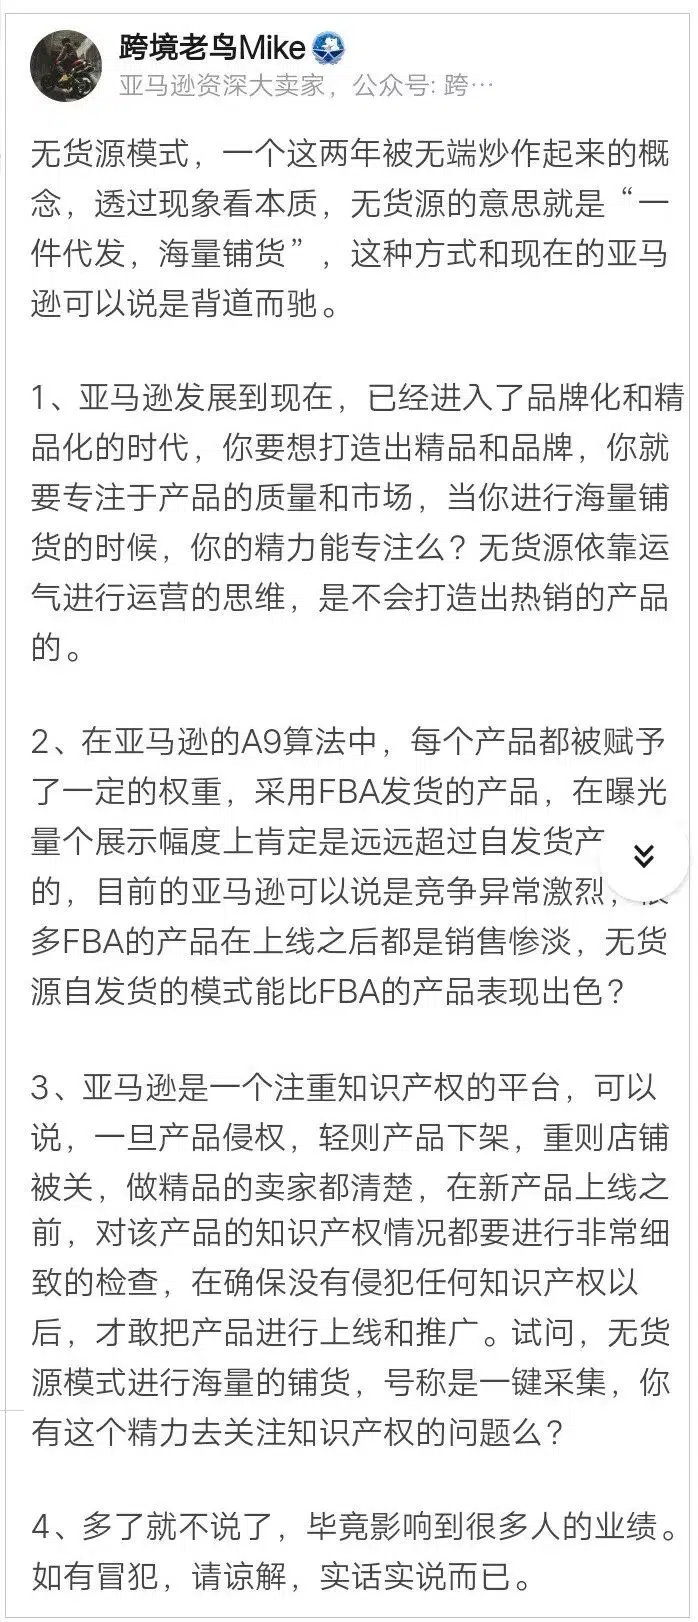 跨境老鸟Mike
亚马逊资深大卖家，公众号: 跨…
无货源模式，一个这两年被无端炒作起来的概
念，透过现象看本质，无货源的意思就是“一
件代发，海量铺货”，这种方式和现在的亚马
逊可以说是背道而驰。
1、亚马逊发展到现在，已经进入了品牌化和精
品化的时代，你要想打造出精品和品牌，你就
要专注于产品的质量和市场，当你进行海量铺
货的时候，你的精力能专注么？无货源依靠运
气进行运营的思维，是不会打造出热销的产品
的。
2、在亚马逊的A9算法中，每个产品都被赋予
了一定的权重，采用FBA发货的产品，在曝光
量个展示幅度上肯定是远远超过自发货产
的，目前的亚马逊可以说是竞争异常激烈，
多FBA的产品在上线之后都是销售惨淡，无货
源自发货的模式能比FBA的产品表现出色？
3、亚马逊是一个注重知识产权的平台，可以
说，一旦产品侵权，轻则产品下架，重则店铺
被关，做精品的卖家都清楚，在新产品上线之
前，对该产品的知识产权情况都要进行非常细
致的检查，在确保没有侵犯任何知识产权以
后，才敢把产品进行上线和推广。试问，无货
源模式进行海量的铺货，号称是一键采集，你
有这个精力去关注知识产权的问题么？
4、多了就不说了，毕竟影响到很多人的业绩。
如有冒犯，请谅解，实话实说而已。